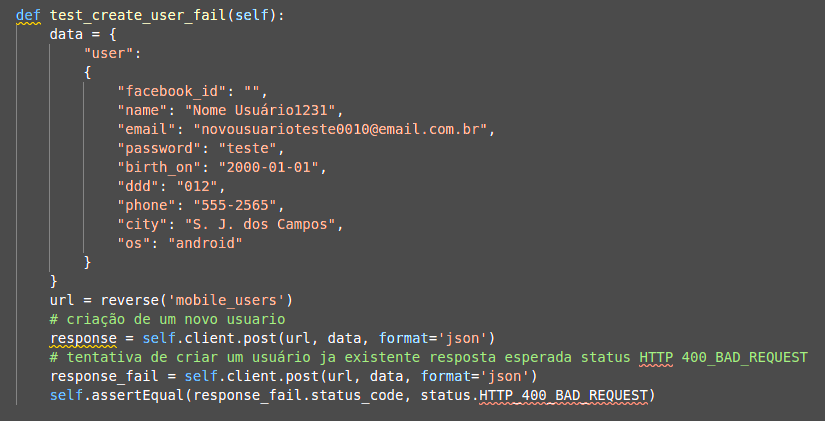 def test_create_user_fail(self):
    data = {
        "user":
        {
            "facebook_id": "",
            "name": "Nome Usuário1231",
            "email": "novousuarioteste0010@email.com.br",
            "password": "teste",
            "birth_on": "2000-01-01",
            "ddd": "012",
            "phone": "555-2565",
            "city": "S. J. dos Campos",
            "os": "android"
        }
    }
    url = reverse('mobile_users')
    # criação de um novo usuario
    response = self.client.post(url, data, format='json')
    # tentativa de criar um usuário ja existente resposta esperada status HTTP 400_BAD_REQUEST
    response_fail = self.client.post(url, data, format='json')
    self.assertEqual(response_fail.status_code, status.HTTP_400_BAD_REQUEST)